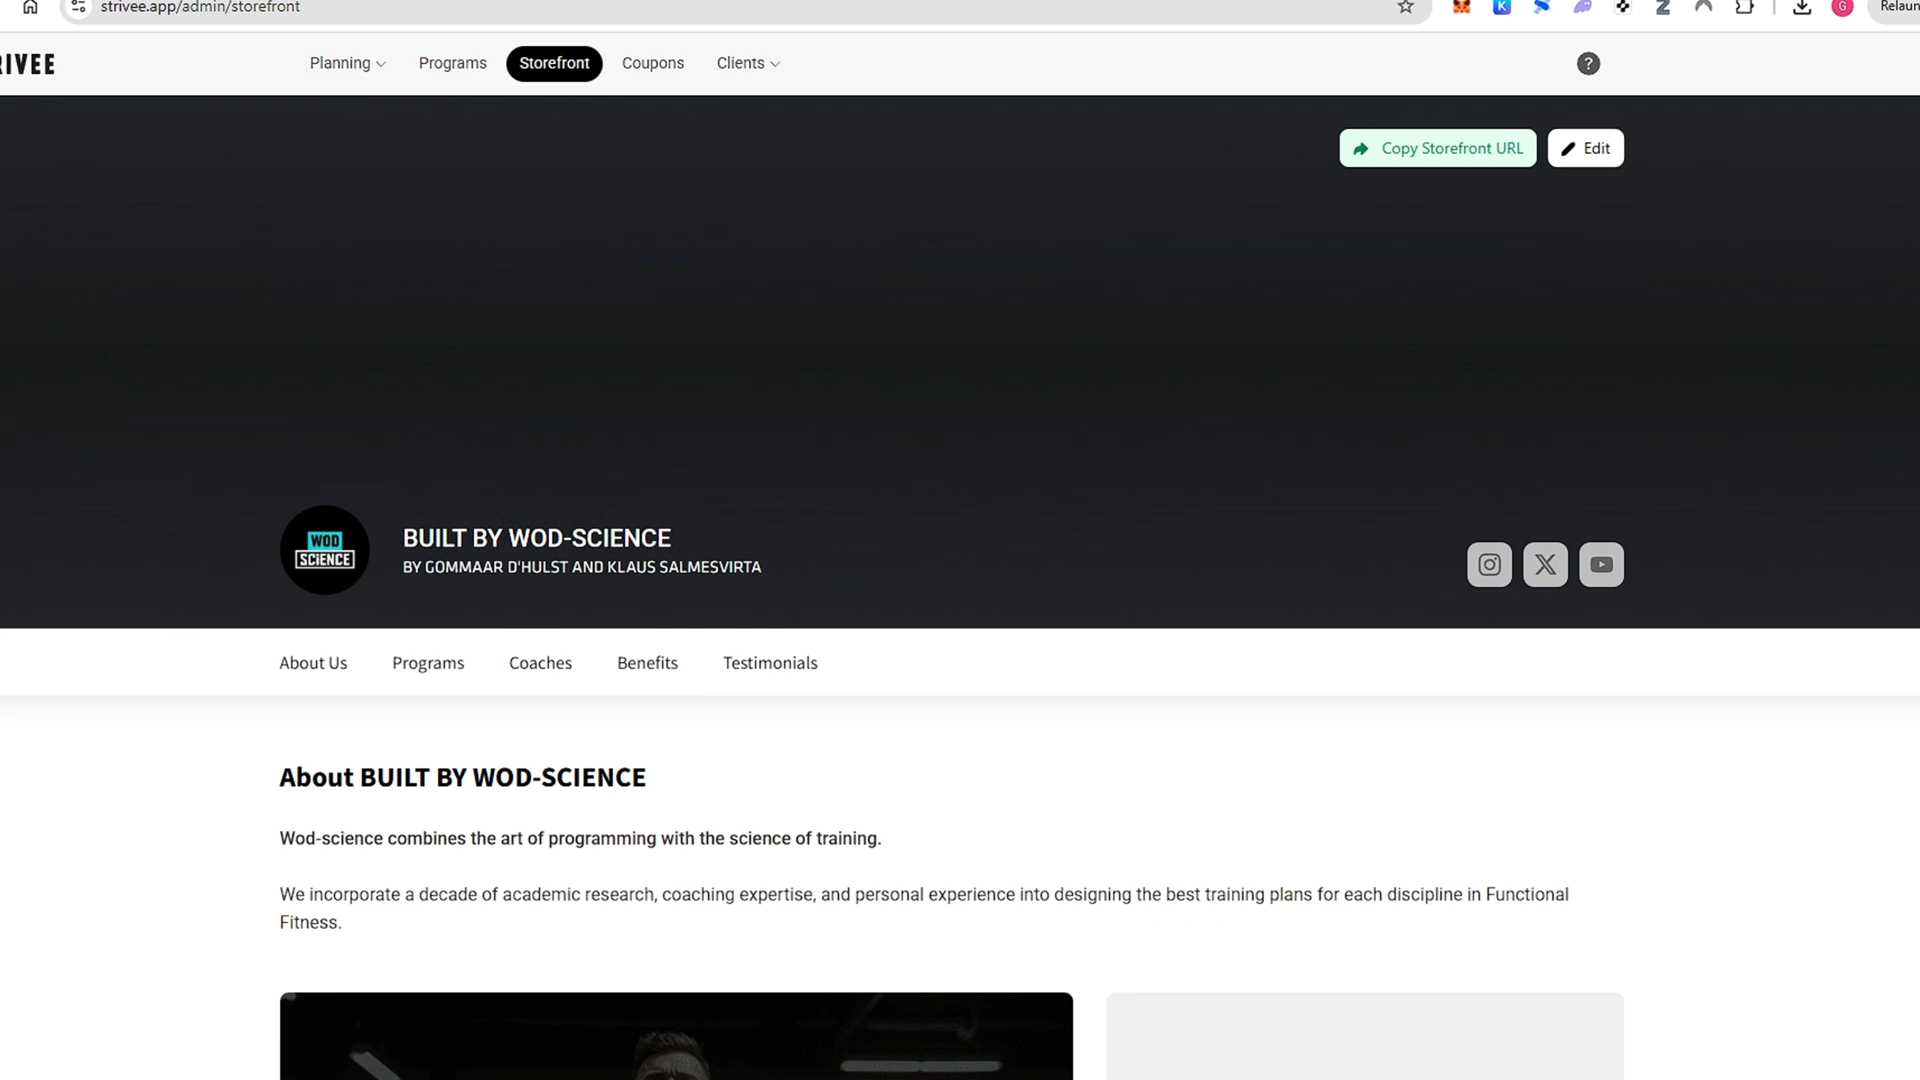 strivee.app/admin/storefront
G
Relaun
RIVEE
Planning
Programs
Storefront
Coupons
Clients
?
Copy Storefront URL
Edit
WOD
SCIENCE
BUILT BY WOD-SCIENCE
BY GOMMAAR D'HULST AND KLAUS SALMESVIRTA
About Us
Programs
Coaches
Benefits
Testimonials
About BUILT BY WOD-SCIENCE
Wod-science combines the art of programming with the science of training.
We incorporate a decade of academic research, coaching expertise, and personal experience into designing the best training plans for each discipline in Functional
Fitness.